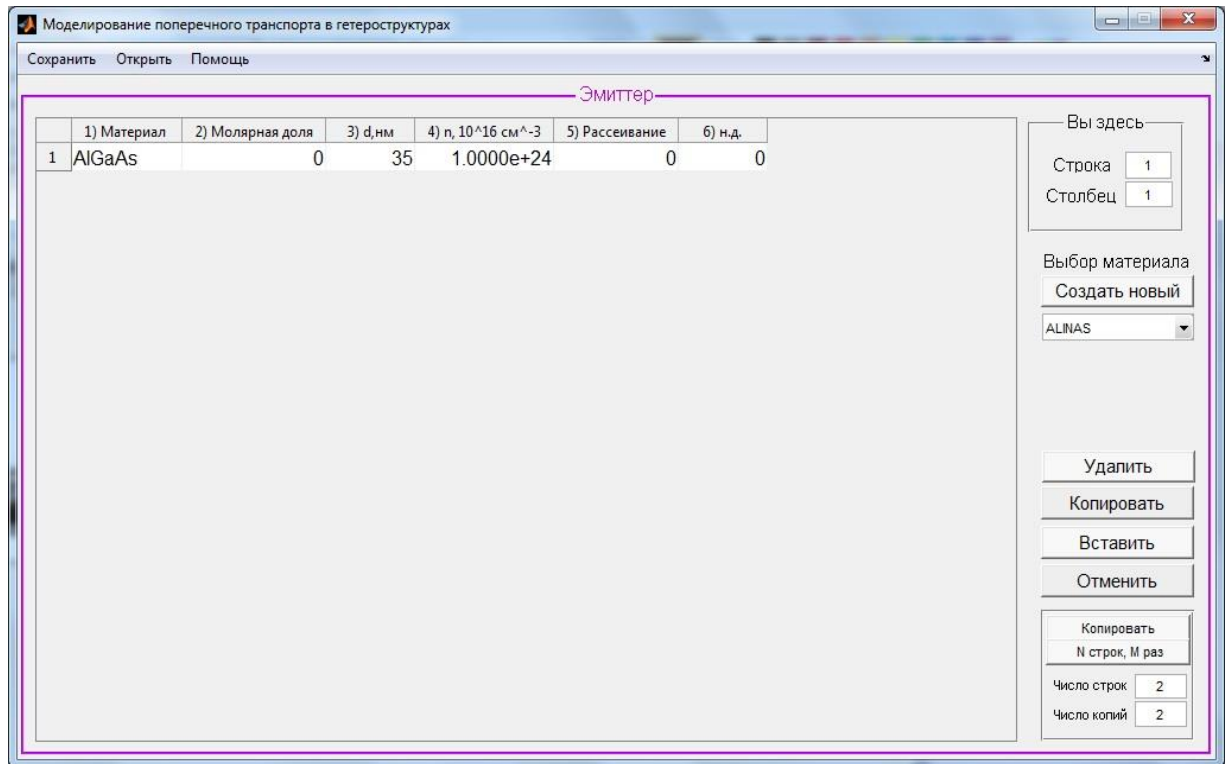 Моделирование поперечного транспорта в гетероструктурах
Сохранить Открыть Помощь
Эмиттер
1) Материал 2) Молярная доля 3) d,нм 4) n, 10^16 см^-3 5) Рассеивание 6) н.д.
1 AlGaAs 0 35 1.0000e+24 0 0
Вы здесь
Строка 1
Столбец 1
Выбор материала
Создать новый
ALINAS
Удалить
Копировать
Вставить
Отменить
Копировать
N строк, M раз
Число строк 2
Число копий 2